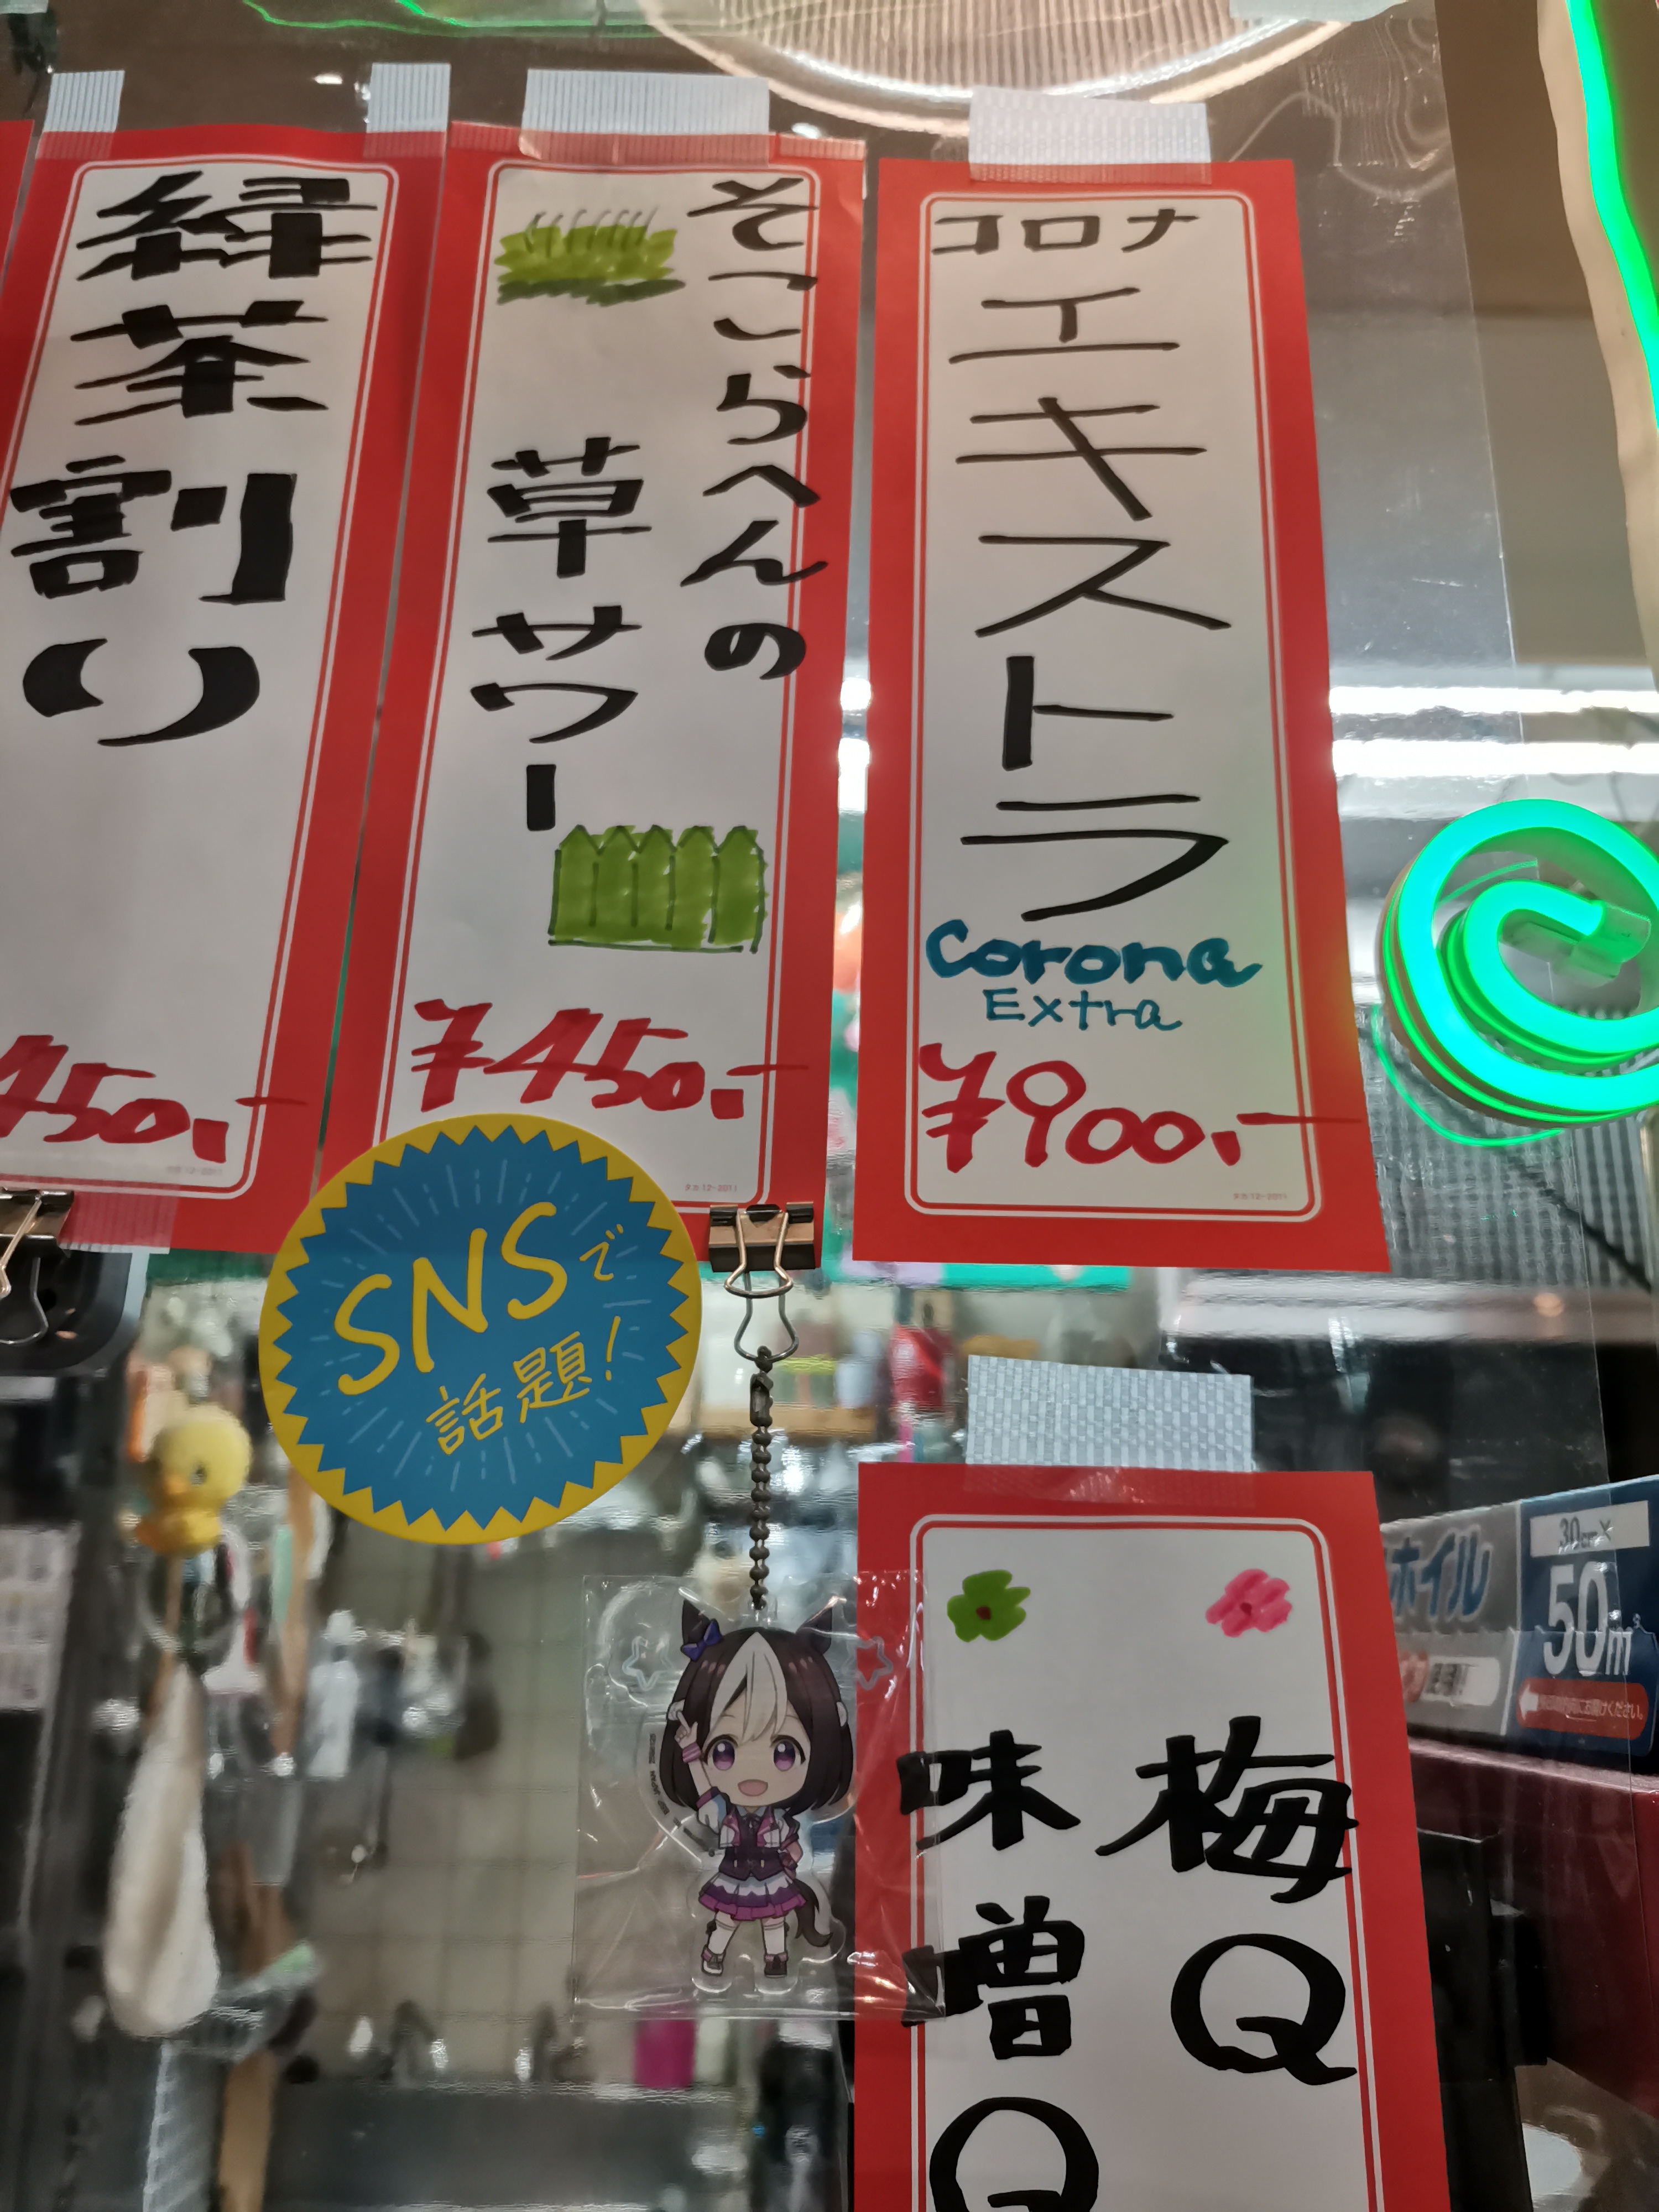 コロナ
エキストラ
Corona
Extra
¥900.-
そこらへんの
草サワー
¥450.-
緑茶割り
450.-
SNSで
話題!
梅Q
味噌Q
ホイル
30cm×
50m